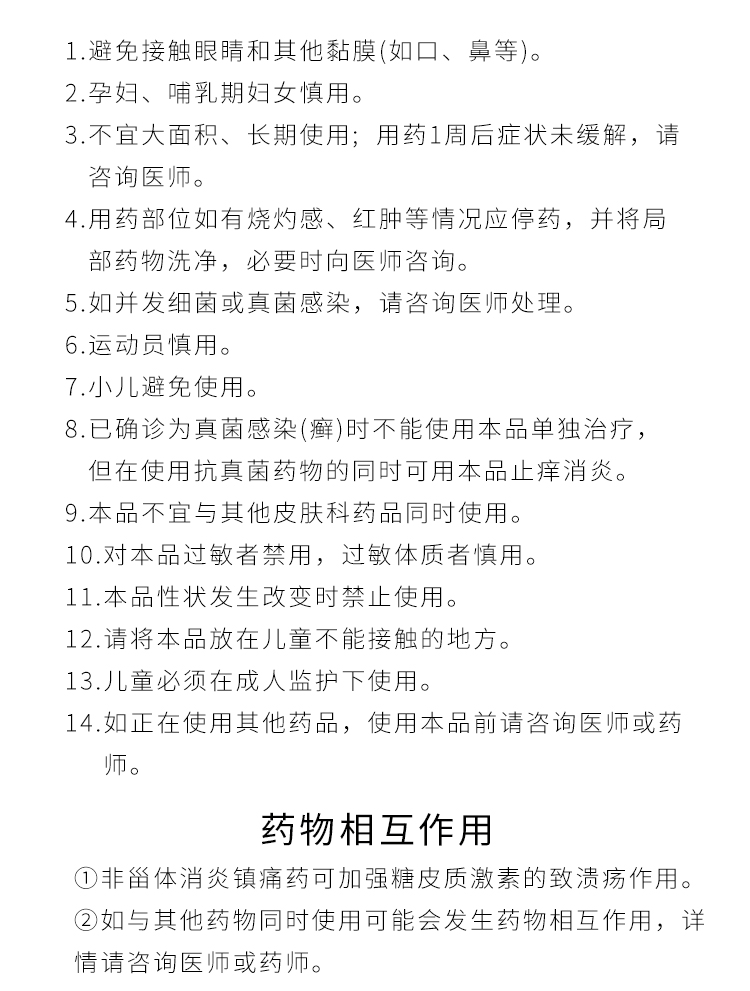 1.避免接触眼睛和其他黏膜(如口、鼻等)。
2.孕妇、哺乳期妇女慎用。
3.不宜大面积、长期使用;用药1周后症状未缓解，请
咨询医师。
4.用药部位如有烧灼感、红肿等情况应停药，并将局
部药物洗净，必要时向医师咨询。
5.如并发细菌或真菌感染，请咨询医师处理。
6.运动员慎用。
7.小儿避免使用。
8.已确诊为真菌感染(癣)时不能使用本品单独治疗，
但在使用抗真菌药物的同时可用本品止痒消炎。
9.本品不宜与其他皮肤科药品同时使用。
10.对本品过敏者禁用，过敏体质者慎用。
11.本品性状发生改变时禁止使用。
12.请将本品放在儿童不能接触的地方。
13.儿童必须在成人监护下使用。
14.如正在使用其他药品，使用本品前请咨询医师或药
师。
药物相互作用
①非甾体消炎镇痛药可加强糖皮质激素的致溃疡作用。
②如与其他药物同时使用可能会发生药物相互作用，详
情请咨询医师或药师。